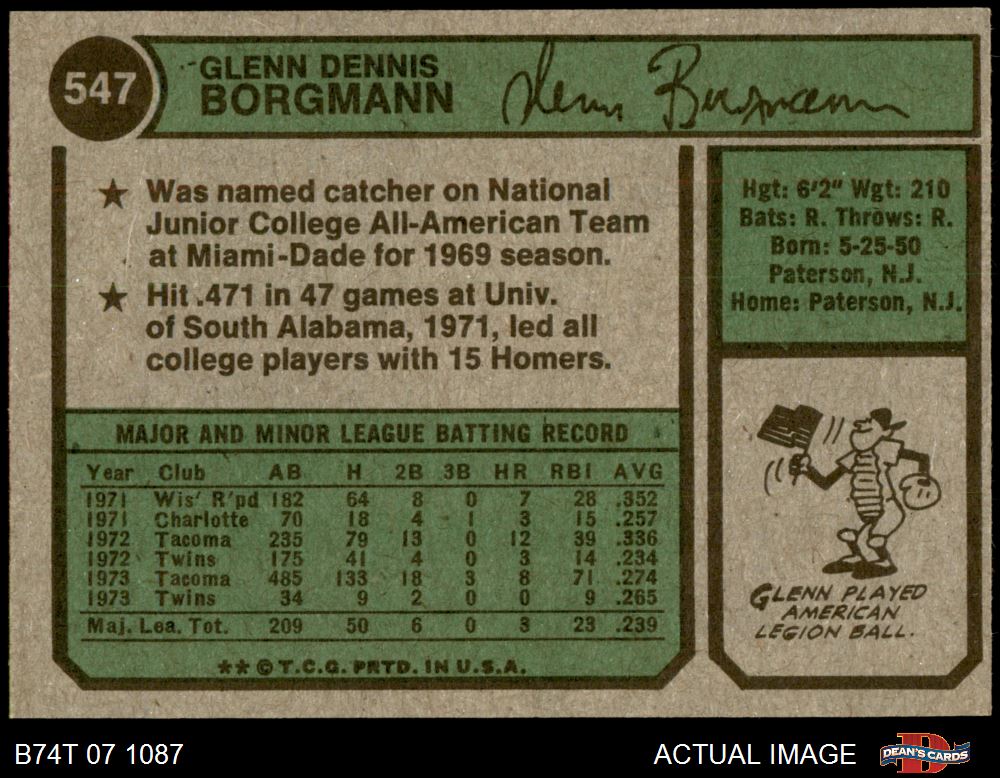 547
GLENN DENNIS
BORGMANN
Glenn Borgmann
★ Was named catcher on National
Junior College All-American Team
at Miami-Dade for 1969 season.
★ Hit .471 in 47 games at Univ.
of South Alabama, 1971, led all
college players with 15 Homers.
Hgt: 6'2" Wgt: 210
Bats: R. Throws: R.
Born: 5-25-50
Paterson, N.J.
Home: Paterson, N.J.
MAJOR AND MINOR LEAGUE BATTING RECORD
Year Club AB H 2B 3B HR RBI AVG
1971 Wis' R'pd 182 64 8 0 7 28 .352
1971 Charlotte 70 18 4 1 3 15 .257
1972 Tacoma 235 79 13 0 12 39 .336
1972 Twins 175 41 4 0 3 14 .234
1973 Tacoma 485 133 18 3 8 71 .274
1973 Twins 34 9 2 0 0 9 .265
Maj. Lea. Tot. 209 50 6 0 3 23 .239
** © T.C.G. PRTD. IN U.S.A.
GLENN PLAYED
AMERICAN
LEGION BALL.
B74T 07 1087
ACTUAL IMAGE
D
DEAN'S CARDS